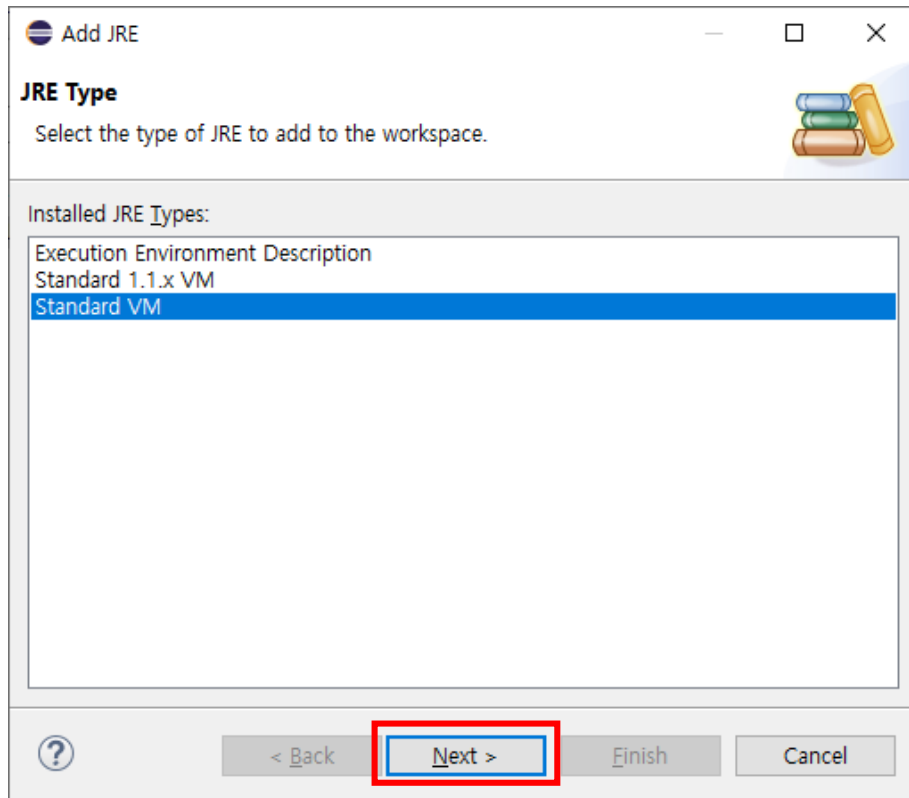 Add JRE
JRE Type
Select the type of JRE to add to the workspace.
Installed JRE Types:
Execution Environment Description
Standard 1.1.x VM
Standard VM
?
< Back
Next >
Finish
Cancel